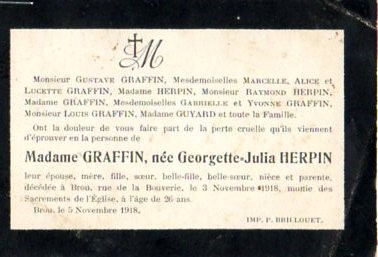 M
Monsieur Gustave GRAFFIN, Mesdemoiselles Marcelle, Alice et
Lucette GRAFFIN, Madame HERPIN, Monsieur Raymond HERPIN,
Madame GRAFFIN, Mesdemoiselles Gabrielle et Yvonne GRAFFIN,
Monsieur Louis GRAFFIN, Madame GUYARD et toute la Famille.
Ont la douleur de vous faire part de la perte cruelle qu'ils viennent
d'éprouver en la personne de
Madame GRAFFIN, née Georgette-Julia HERPIN
leur épouse, mère, fille, sœur, belle-fille, belle-sœur, nièce et parente,
décédée à Brou, rue de la Bouverie, le 3 Novembre 1918, munie des
Sacrements de l'Église, à l'âge de 26 ans.
Brou, le 5 Novembre 1918.
IMP. P. BRILLOUET.